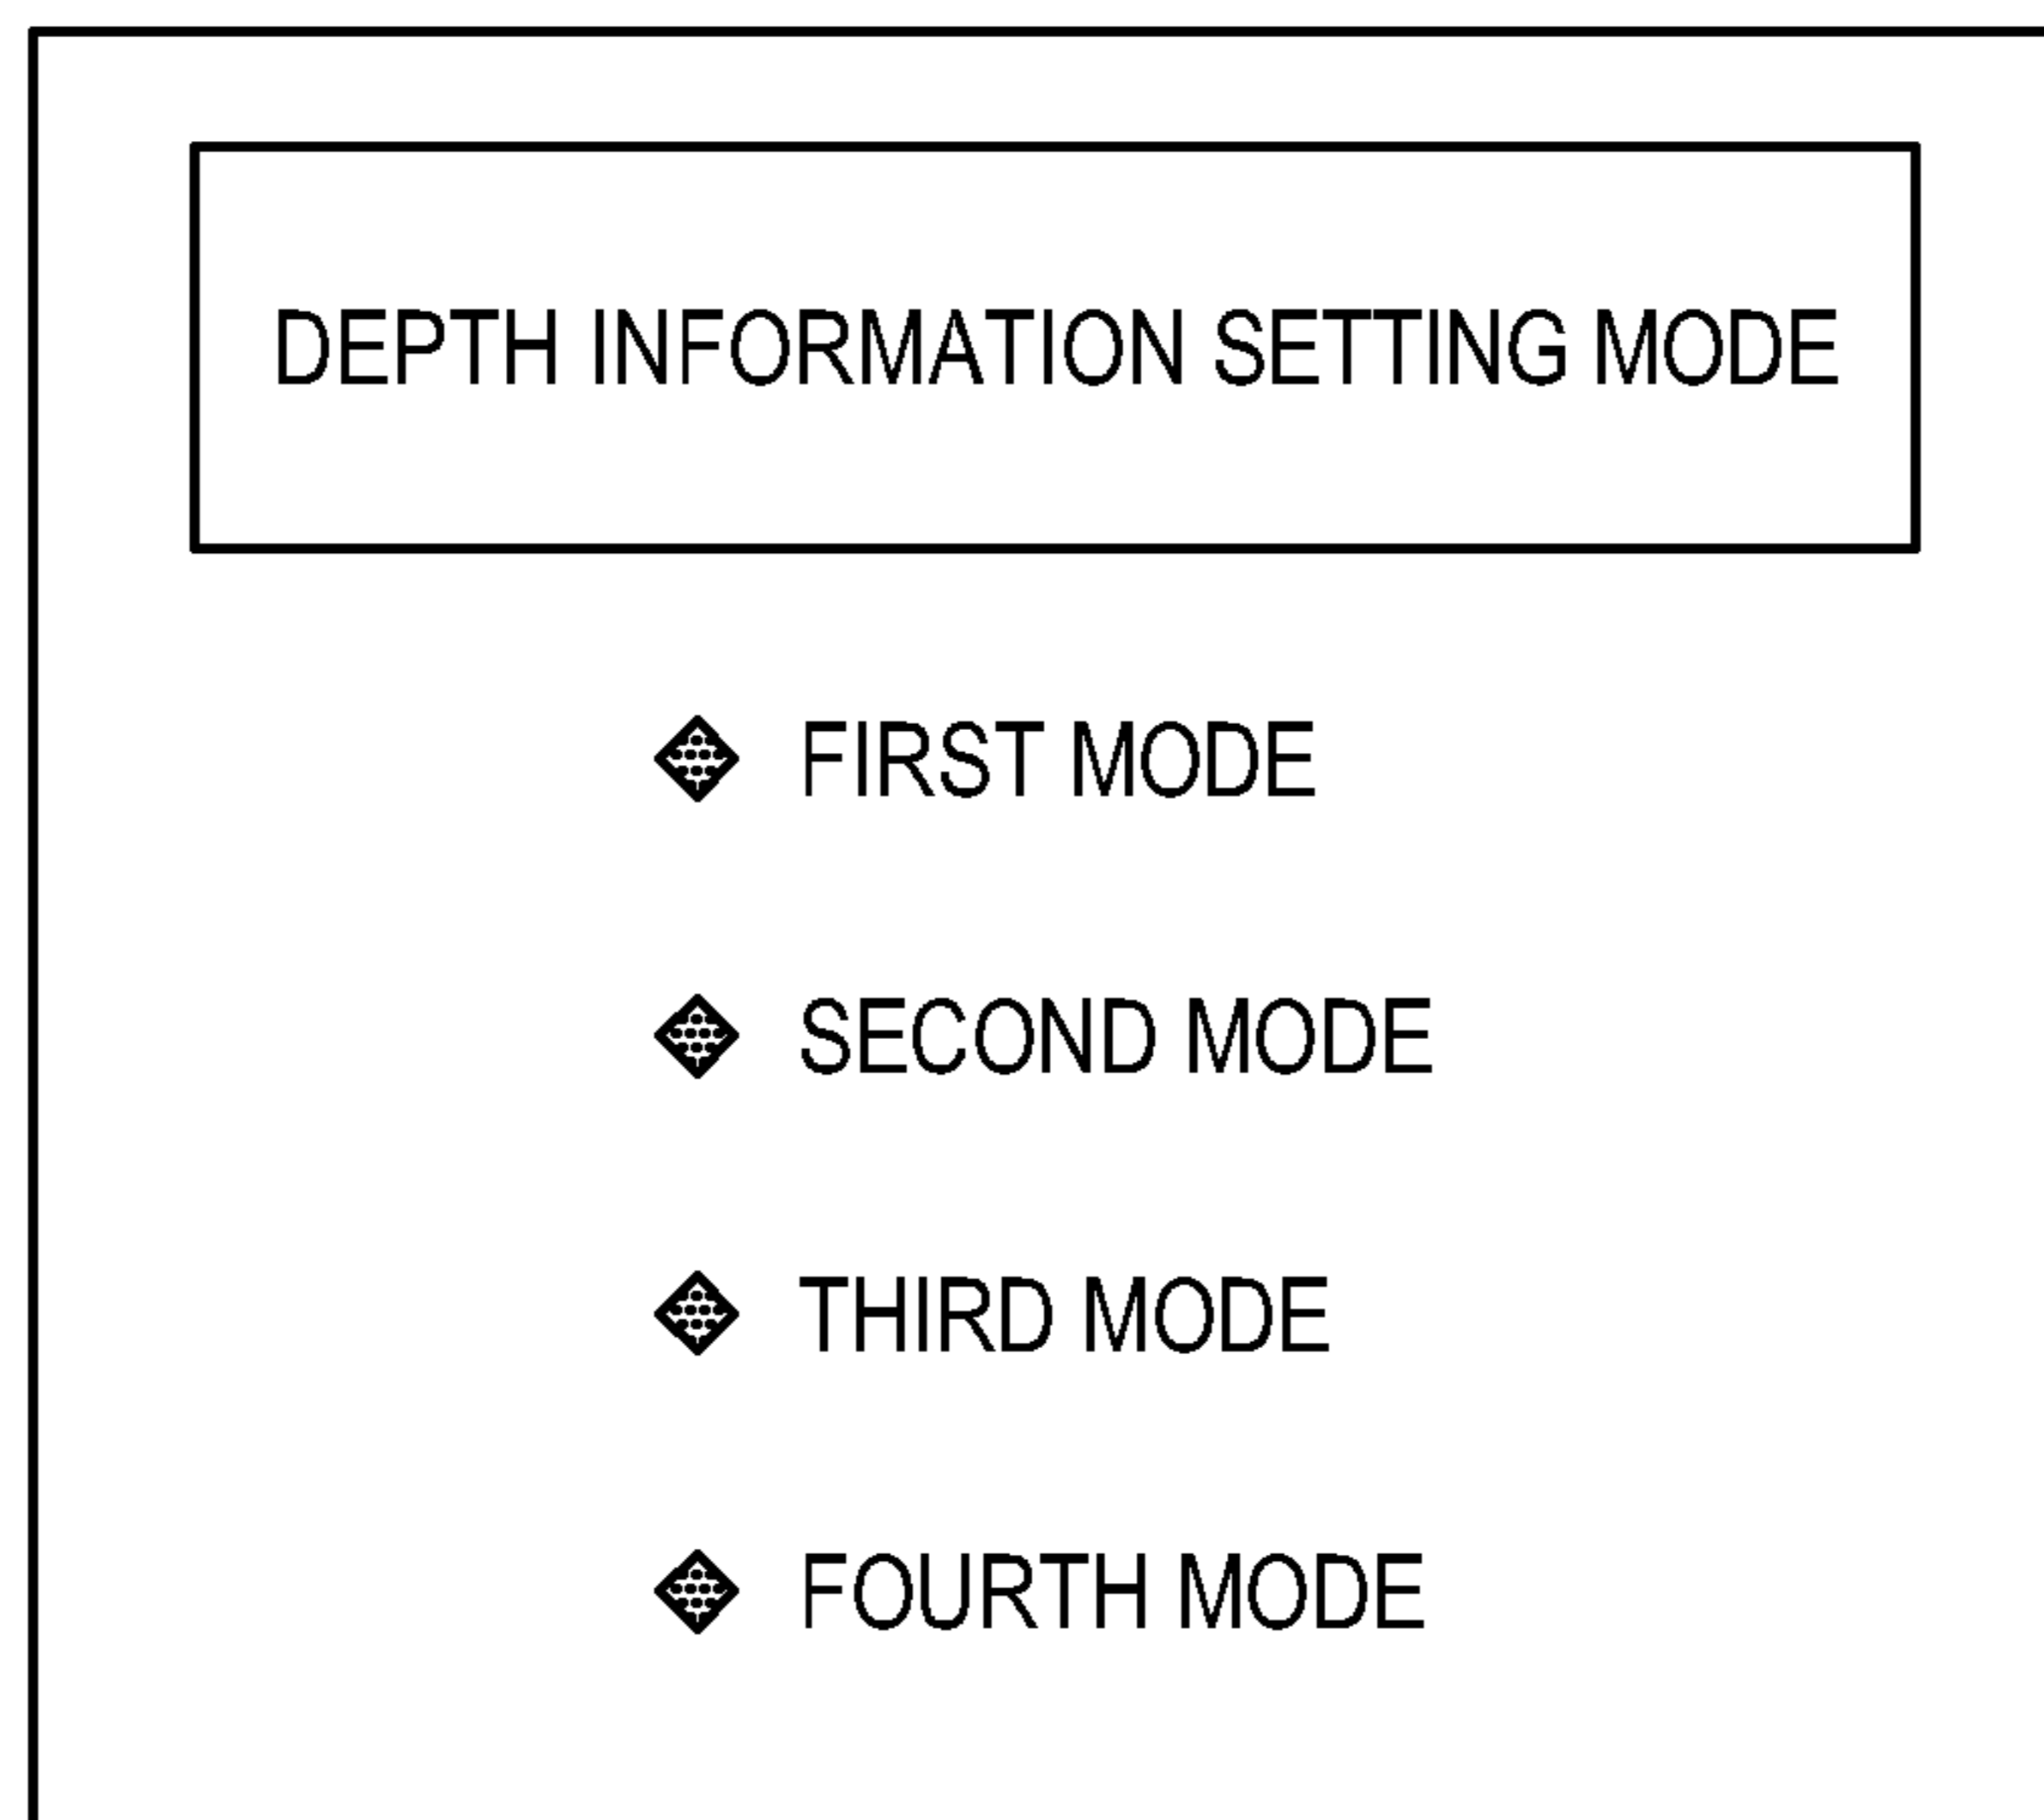 DEPTH INFORMATION SETTING MODE
FIRST MODE
SECOND MODE
THIRD MODE
FOURTH MODE